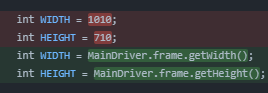 int WIDTH = 1010;
int HEIGHT = 710;
int WIDTH = MainDriver.frame.getWidth();
int HEIGHT = MainDriver.frame.getHeight();